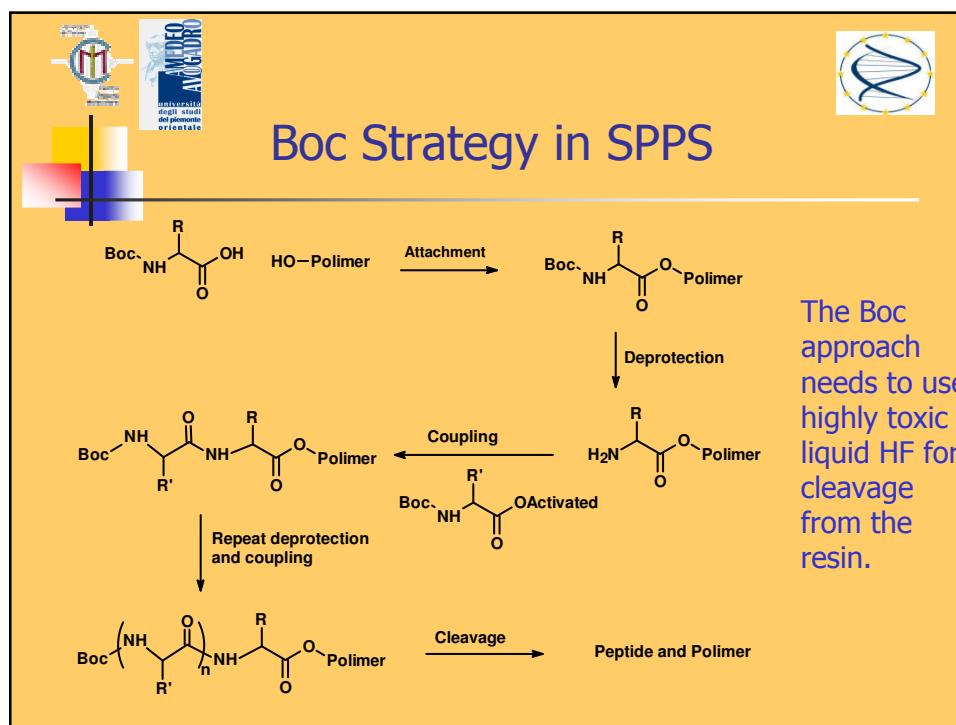 AMEDEO
AVOGADRO
università
degli studi
del piemonte
orientale
Boc Strategy in SPPS
R
Boc
NH
OH
O
HO–Polimer
Attachment
R
Boc
NH
O
Polimer
O
Deprotection
The Boc
approach
needs to use
highly toxic
liquid HF for
cleavage
from the
resin.
O
R
NH
Boc
NH
O
Polimer
R'
O
Coupling
R'
Boc
NH
OActivated
O
R
H2N
O
Polimer
O
Repeat deprotection
and coupling
O
R
Boc
( NH
) n
NH
O
Polimer
R'
O
Cleavage
Peptide and Polimer